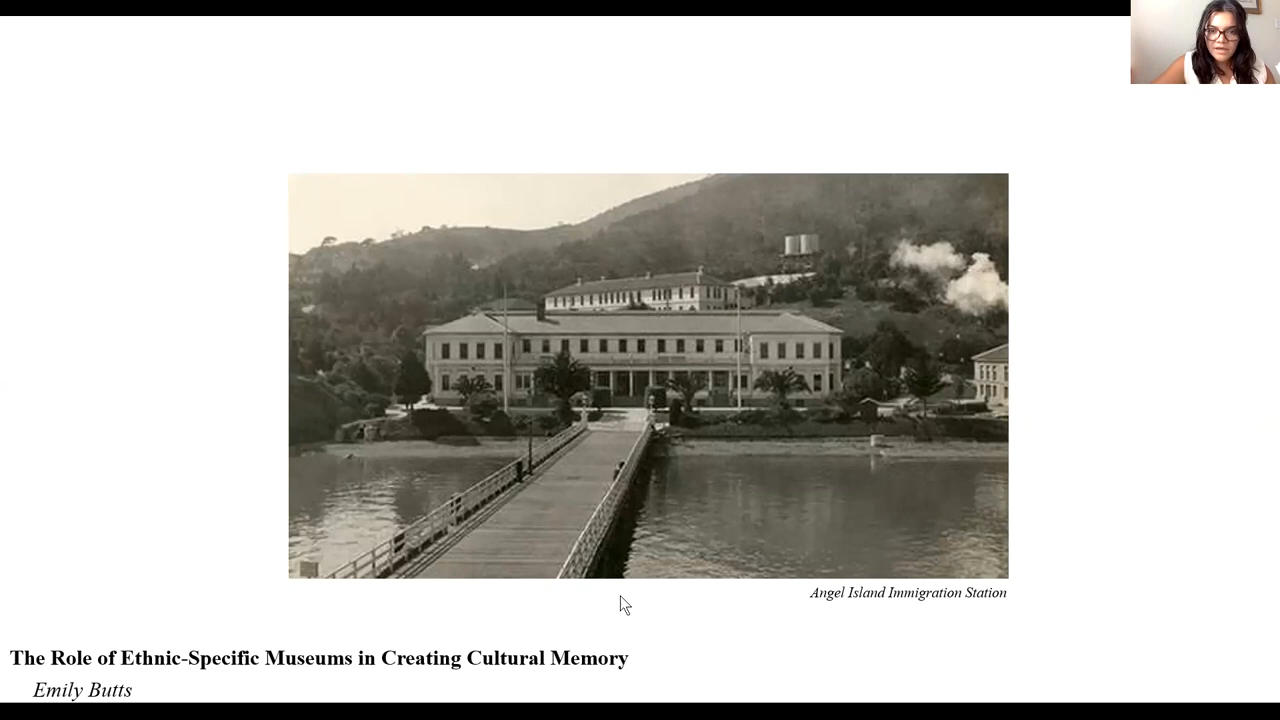 Angel Island Immigration Station
The Role of Ethnic-Specific Museums in Creating Cultural Memory
Emily Butts